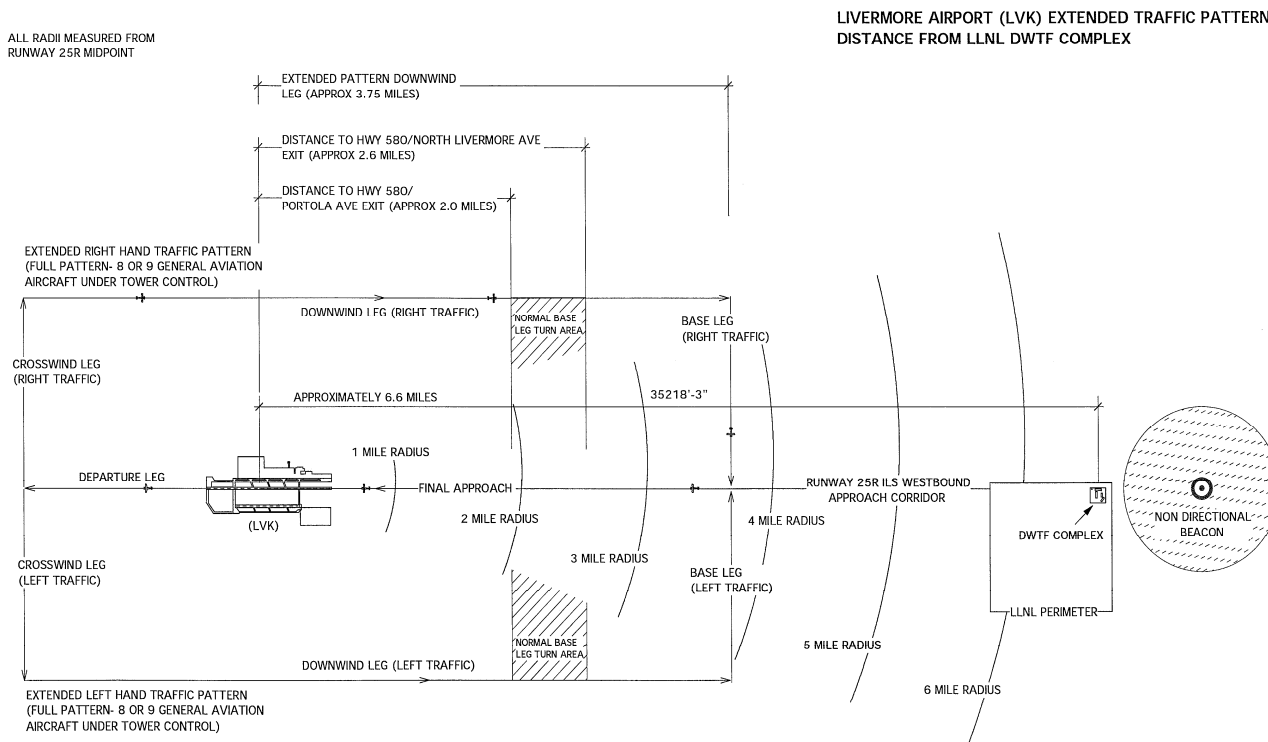 LIVERMORE AIRPORT (LVK) EXTENDED TRAFFIC PATTERN
DISTANCE FROM LLNL DWTF COMPLEX
ALL RADII MEASURED FROM
RUNWAY 25R MIDPOINT
EXTENDED PATTERN DOWNWIND
LEG (APPROX 3.75 MILES)
DISTANCE TO HWY 580/NORTH LIVERMORE AVE
EXIT (APPROX 2.6 MILES)
DISTANCE TO HWY 580/
PORTOLA AVE EXIT (APPROX 2.0 MILES)
EXTENDED RIGHT HAND TRAFFIC PATTERN
(FULL PATTERN- 8 OR 9 GENERAL AVIATION
AIRCRAFT UNDER TOWER CONTROL)
DOWNWIND LEG (RIGHT TRAFFIC)
NORMAL BASE
LEG TURN AREA
BASE LEG
(RIGHT TRAFFIC)
CROSSWIND LEG
(RIGHT TRAFFIC)
APPROXIMATELY 6.6 MILES
35218'-3"
1 MILE RADIUS
DEPARTURE LEG
FINAL APPROACH
RUNWAY 25R ILS WESTBOUND
APPROACH CORRIDOR
(LVK)
2 MILE RADIUS
4 MILE RADIUS
NON DIRECTIONAL
BEACON
DWTF COMPLEX
3 MILE RADIUS
CROSSWIND LEG
(LEFT TRAFFIC)
BASE LEG
(LEFT TRAFFIC)
LLNL PERIMETER
NORMAL BASE
LEG TURN AREA
5 MILE RADIUS
DOWNWIND LEG (LEFT TRAFFIC)
6 MILE RADIUS
EXTENDED LEFT HAND TRAFFIC PATTERN
(FULL PATTERN- 8 OR 9 GENERAL AVIATION
AIRCRAFT UNDER TOWER CONTROL)